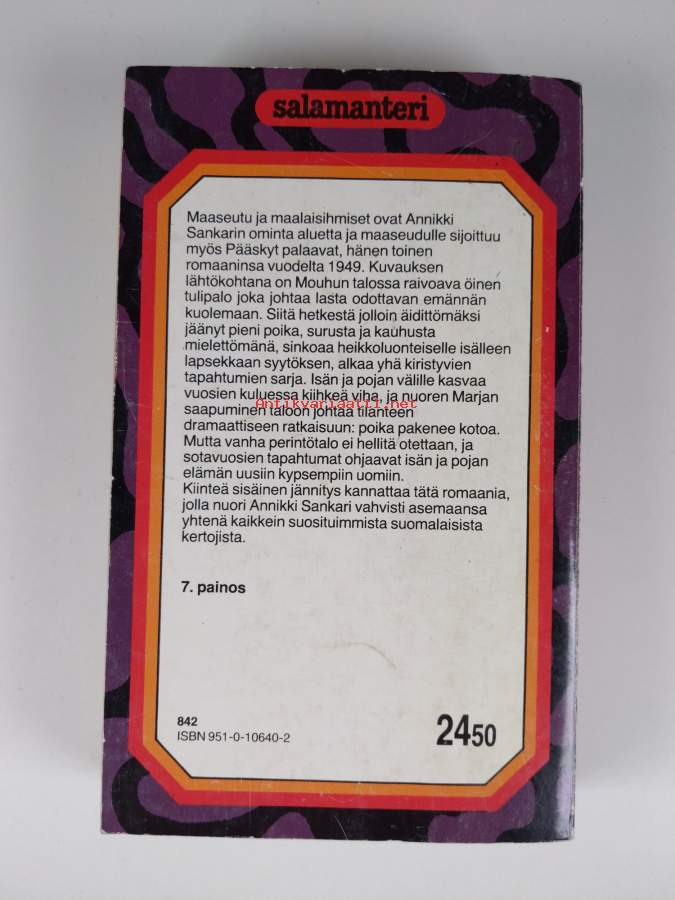 salamanteri
Maaseutu ja maalaisihmiset ovat Annikki
Sankarin ominta aluetta ja maaseudulle sijoittuu
myös Pääskyt palaavat, hänen toinen
romaaninsa vuodelta 1949. Kuvauksen
lähtökohtana on Mouhun talossa raivoava öinen
tulipalo joka johtaa lasta odottavan emännän
kuolemaan. Siitä hetkestä jolloin äidittömäksi
jäänyt pieni poika, surusta ja kauhusta
mielettömänä, sinkoaa heikkoluonteiselle isälleen
lapsekkaan syytöksen, alkaa yhä kiristyvien
tapahtumien sarja. Isän ja pojan välille kasvaa
vuosien kuluessa kiihkeä viha, ja nuoren Marjan
Antikvariaatti.net
saapuminen taloon johtaa tilanteen
dramaattiseen ratkaisuun: poika pakenee kotoa.
Mutta vanha perintötalo ei hellitä otettaan, ja
sotavuosien tapahtumat ohjaavat isän ja pojan
elämän uusiin kypsempiin uomiin.
Kiinteä sisäinen jännitys kannattaa tätä romaania,
jolla nuori Annikki Sankari vahvisti asemaansa
yhtenä kaikkein suosituimmista suomalaisista
kertojista.
7. painos
842
ISBN 951-0-10640-2
2450